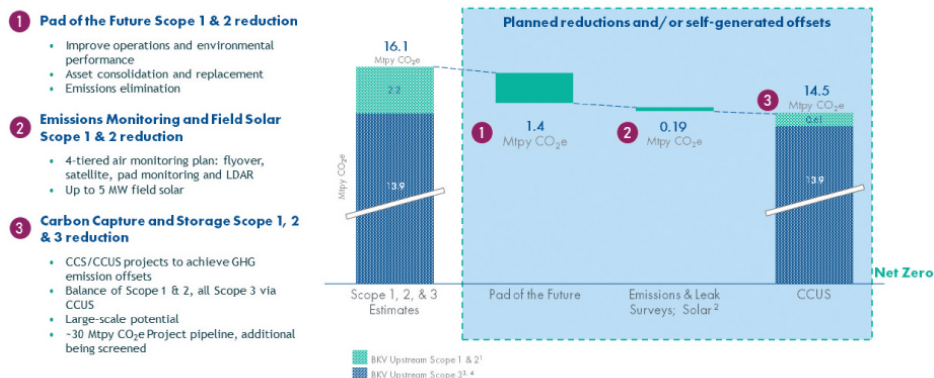 1 Pad of the Future Scope 1 & 2 reduction
• Improve operations and environmental
performance
• Asset consolidation and replacement
• Emissions elimination
2 Emissions Monitoring and Field Solar
Scope 1 & 2 reduction
• 4-tiered air monitoring plan: flyover,
satellite, pad monitoring and LDAR
• Up to 5 MW field solar
3 Carbon Capture and Storage Scope 1, 2
& 3 reduction
• CCS/CCUS projects to achieve GHG
emission offsets
• Balance of Scope 1 & 2, all Scope 3 via
CCUS
• Large-scale potential
• ~30 Mtpy CO₂e Project pipeline, additional
being screened
Planned reductions and/or self-generated offsets
16.1
Mtpy CO₂e
2.2
13.9
Mtpy CO₂e
1
1.4
Mtpy CO₂e
2
0.19
Mtpy CO₂e
3
14.5
Mtpy CO₂e
0.61
13.9
Mtpy CO₂e
Net Zero
Scope 1, 2, & 3
Estimates
Pad of the Future
Emissions & Leak
Surveys; Solar²
CCUS
BKV Upstream Scope 1 & 2¹
BKV Upstream Scope 3³˒⁴